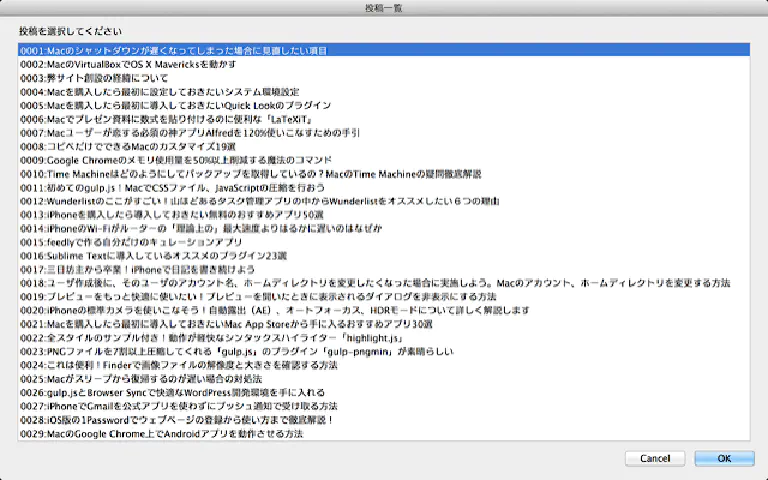 投稿一覧
投稿を選択してください
0001:Macのシャットダウンが遅くなってしまった場合に見直したい項目
0002:MacのVirtualBoxでOS X Mavericksを動かす
0003:弊サイト創設の経緯について
0004:Macを購入したら最初に設定しておきたいシステム環境設定
0005:Macを購入したら最初に導入しておきたいQuick Lookのプラグイン
0006:Macでプレゼン資料に数式を貼り付けるのに便利な「LaTeXiT」
0007:Macユーザーが恋する必須の神アプリAlfredを120%使いこなすための手引
0008:コピペだけでできるMacのカスタマイズ19選
0009:Google Chromeのメモリ使用量を50%以上削減する魔法のコマンド
0010:Time Machineはどのようにしてバックアップを取得しているの？MacのTime Machineの疑問徹底解説
0011:初めてのgulp.js！MacでCSSファイル、JavaScriptの圧縮を行おう
0012:Wunderlistのここがすごい！山ほどあるタスク管理アプリの中からWunderlistをオススメしたい６つの理由
0013:iPhoneを購入したら導入しておきたい無料のおすすめアプリ50選
0014:iPhoneのWi-Fiがルーターの「理論上の」最大速度よりはるかに遅いのはなぜか
0015:feedlyで作る自分だけのキュレーションアプリ
0016:Sublime Textに導入しているオススメのプラグイン23選
0017:三日坊主から卒業！iPhoneで日記を書き続けよう
0018:ユーザ作成後に、そのユーザのアカウント名、ホームディレクトリを変更したくなった場合に実施しよう。Macのアカウント、ホームディレクトリを変更する方法
0019:プレビューをもっと快適に使いたい！プレビューを開いたときに表示されるダイアログを非表示にする方法
0020:iPhoneの標準カメラを使いこなそう！自動露出（AE）、オートフォーカス、HDRモードについて詳しく解説します
0021:Macを購入したら最初に導入しておきたいMac App Storeから手に入るおすすめアプリ30選
0022:全スタイルのサンプル付き！動作が軽快なシンタックスハイライター「highlight.js」
0023:PNGファイルを7割以上圧縮してくれる「gulp.js」のプラグイン「gulp-pngmin」が素晴らしい
0024:これは便利！Finderで画像ファイルの解像度と大きさを確認する方法
0025:Macがスリープから復帰するのが遅い場合の対処法
0026:gulp.jsとBrowser Syncで快適なWordPress開発環境を手に入れる
0027:iPhoneでGmailを公式アプリを使わずにプッシュ通知で受け取る方法
0028:iOS版の1Passwordでウェブページの登録から使い方まで徹底解説！
0029:MacのGoogle Chrome上でAndroidアプリを動作させる方法
Cancel
OK